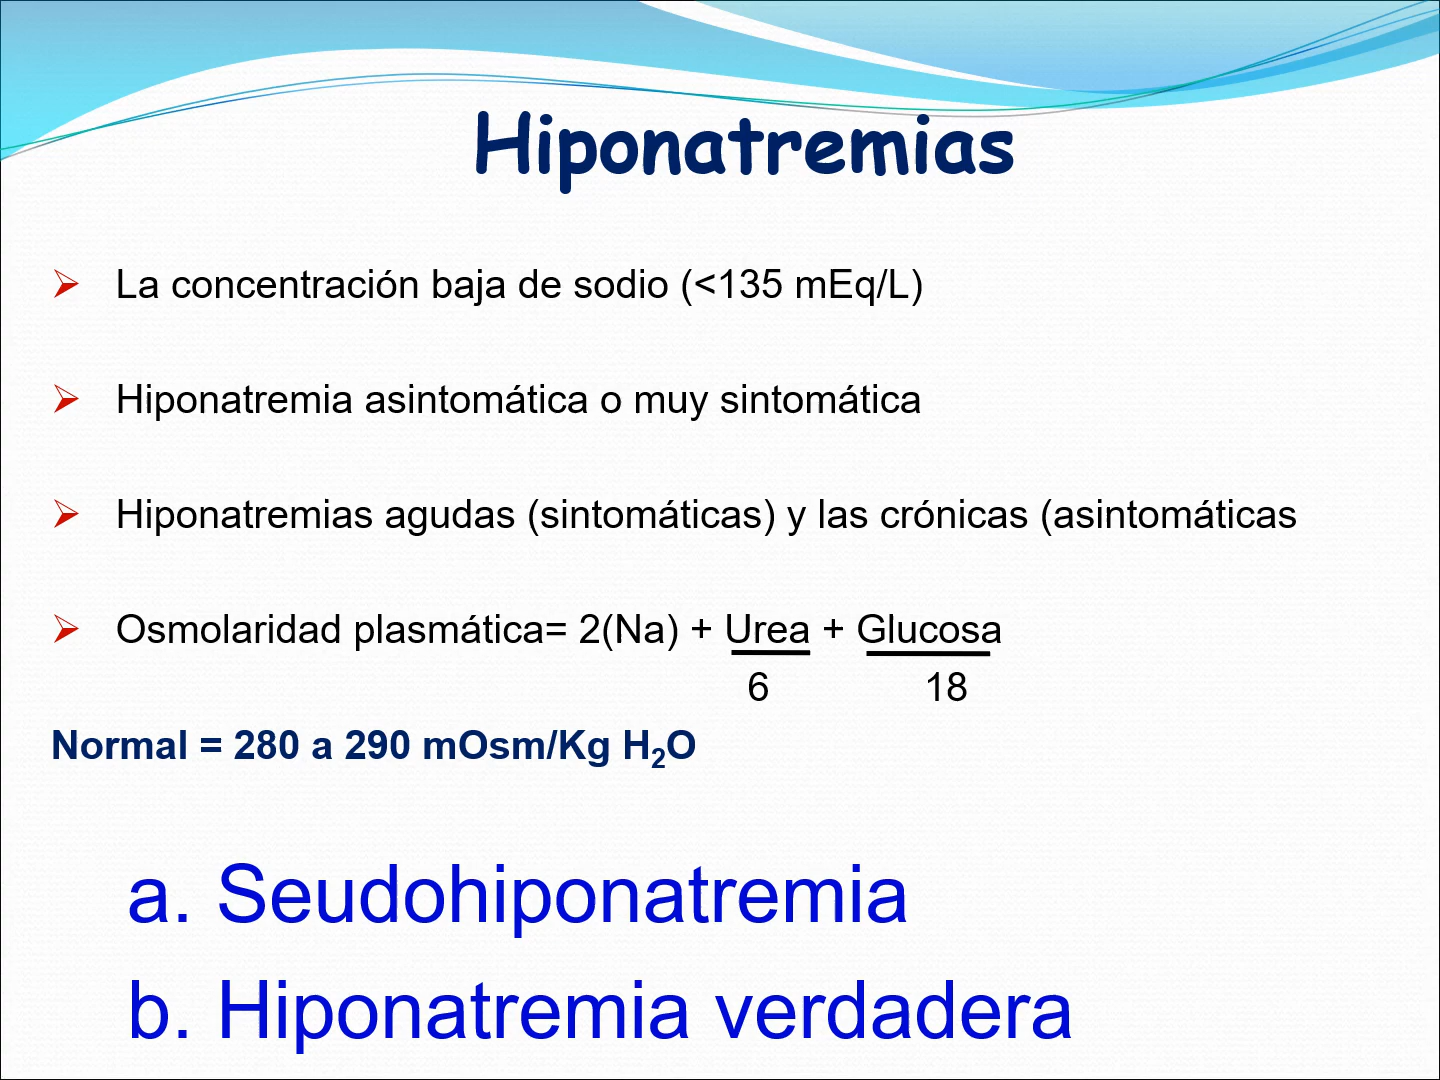 Hiponatremias
➢ La concentración baja de sodio (<135 mEq/L)
➢ Hiponatremia asintomática o muy sintomática
➢ Hiponatremias agudas (sintomáticas) y las crónicas (asintomáticas
➢ Osmolaridad plasmática= 2(Na) + Urea + Glucosa
6 18
Normal = 280 a 290 mOsm/Kg H₂O
a. Seudohiponatremia
b. Hiponatremia verdadera